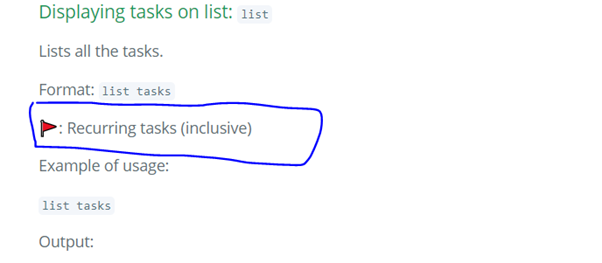 Displaying tasks on list: list
Lists all the tasks.
Format: list tasks
🚩: Recurring tasks (inclusive)
Example of usage:
list tasks
Output: